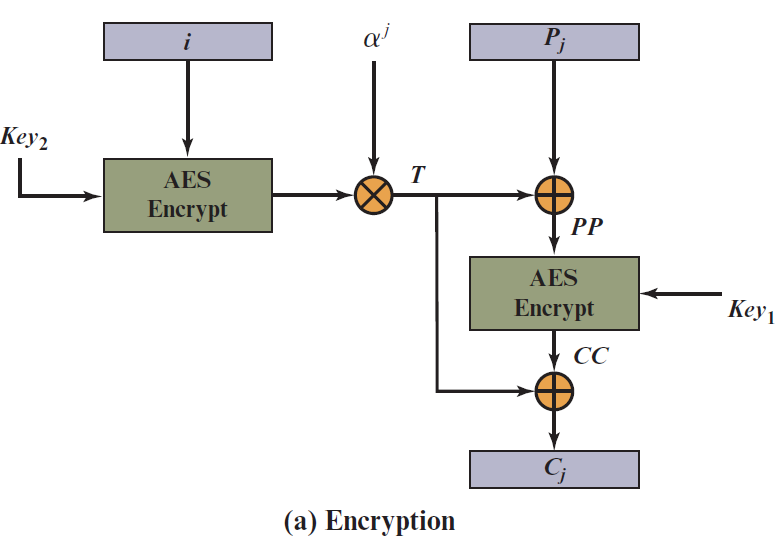 i
α^j
P_j
Key_2
AES
Encrypt
T
PP
AES
Encrypt
Key_1
CC
C_j
(a) Encryption